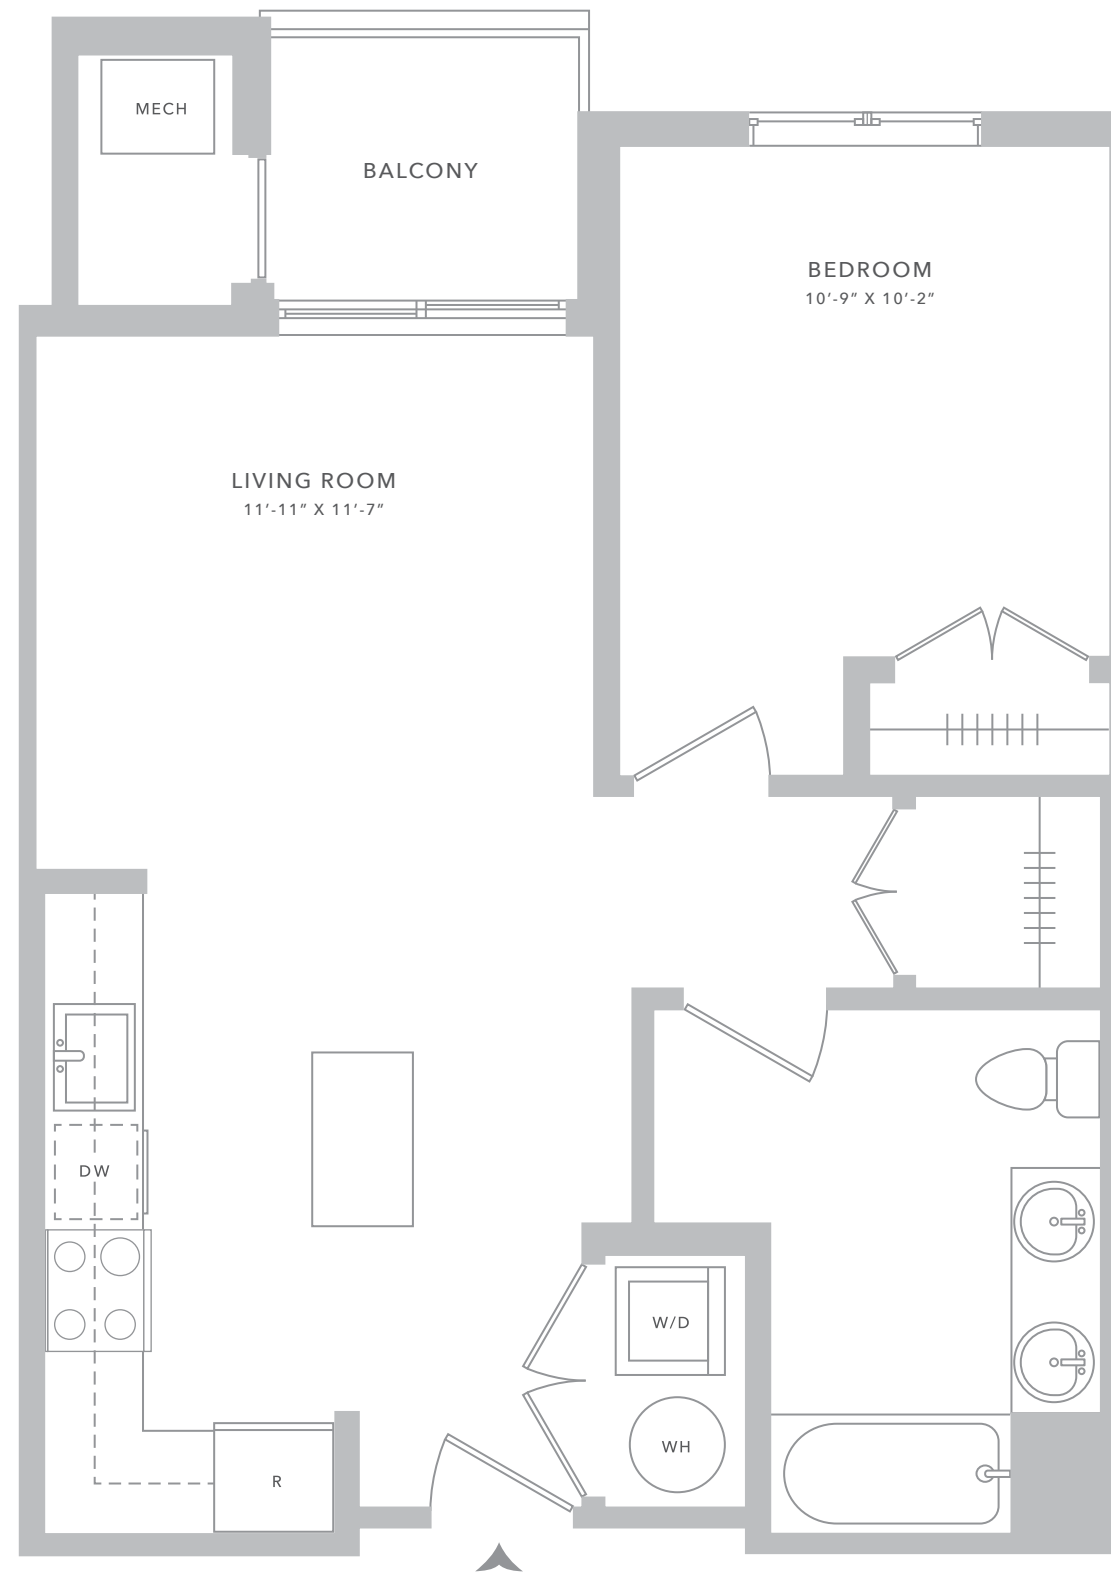 MECH
BALCONY
BEDROOM
10′-9″ X 10′-2″
LIVING ROOM
11′-11″ X 11′-7″
DW
W/D
WH
R